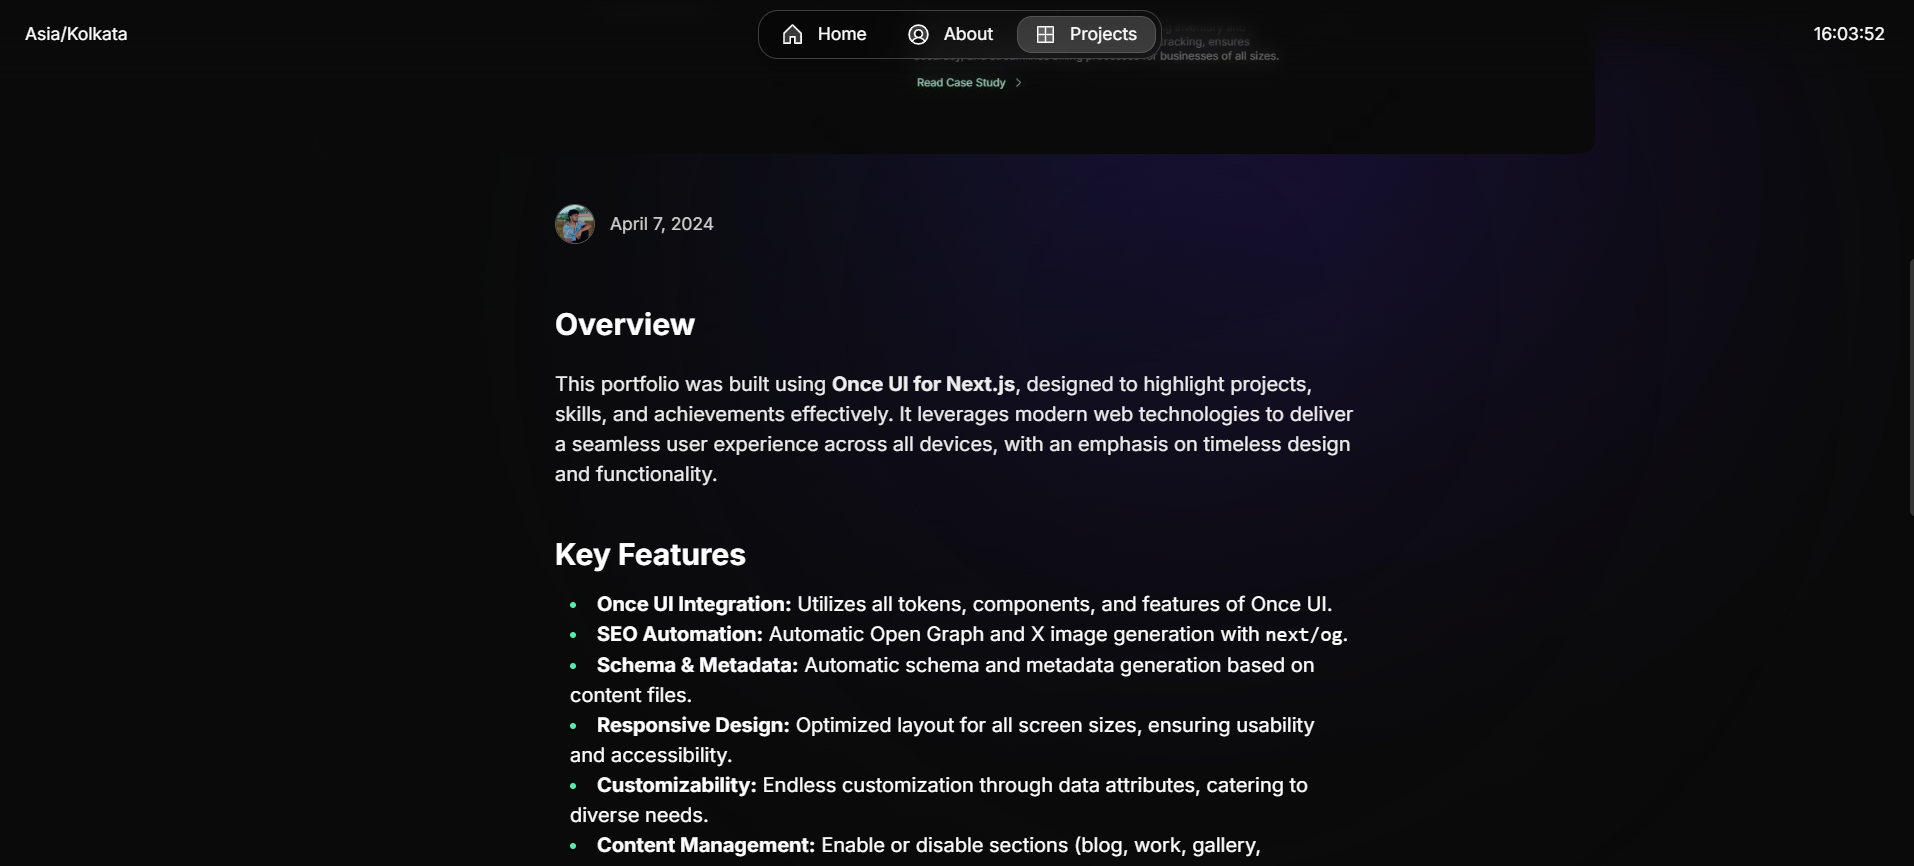 Asia/Kolkata
Home
About
Projects
16:03:52
tracking, ensures
businesses of all sizes.
Read Case Study
April 7, 2024
Overview
This portfolio was built using Once UI for Next.js, designed to highlight projects,
skills, and achievements effectively. It leverages modern web technologies to deliver
a seamless user experience across all devices, with an emphasis on timeless design
and functionality.
Key Features
• Once UI Integration: Utilizes all tokens, components, and features of Once UI.
• SEO Automation: Automatic Open Graph and X image generation with next/og.
• Schema & Metadata: Automatic schema and metadata generation based on
content files.
• Responsive Design: Optimized layout for all screen sizes, ensuring usability
and accessibility.
• Customizability: Endless customization through data attributes, catering to
diverse needs.
• Content Management: Enable or disable sections (blog, work, gallery,